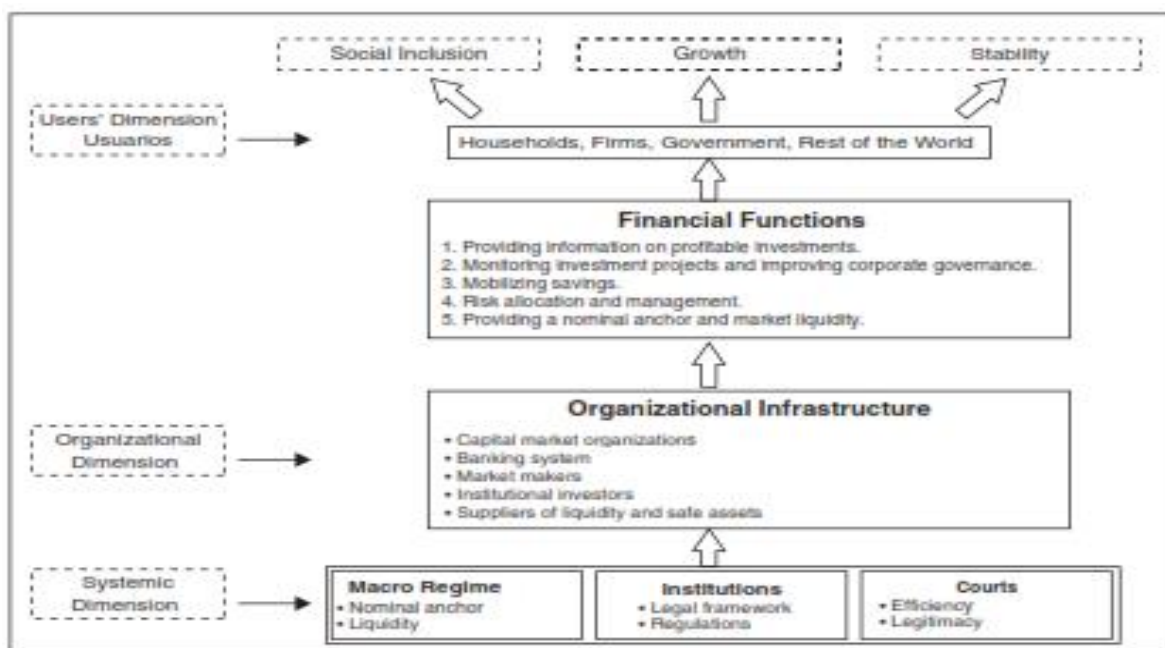 Social Inclusion
Growth
Stability
Users' Dimension
Usuarios
Households, Firms, Government, Rest of the World
Financial Functions
1. Providing information on profitable investments.
2. Monitoring investment projects and improving corporate governance.
3. Mobilizing savings.
4. Risk allocation and management.
5. Providing a nominal anchor and market liquidity.
Organizational Infrastructure
• Capital market organizations
• Banking system
• Market makers
• Institutional investors
• Suppliers of liquidity and safe assets
Organizational
Dimension
Systemic
Dimension
Macro Regime
• Nominal anchor
• Liquidity
Institutions
• Legal framework
• Regulations
Courts
• Efficiency
• Legitimacy